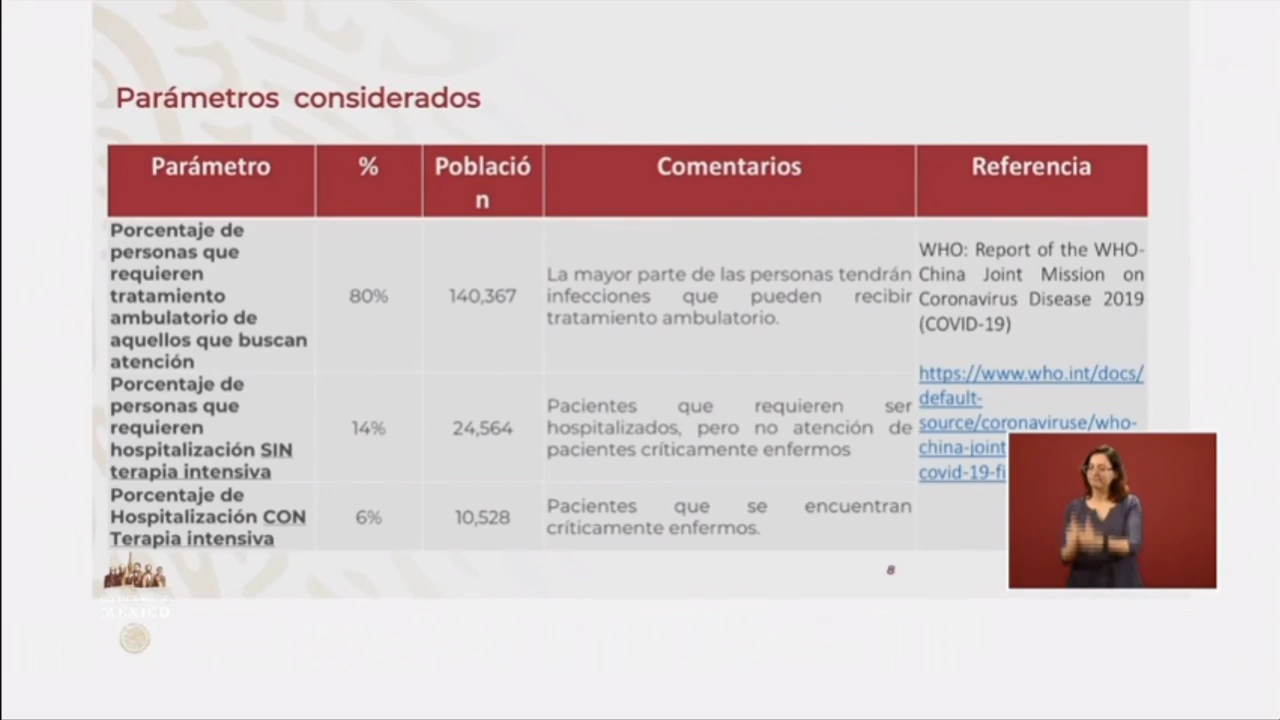 Parámetros considerados
Parámetro
%
Població
n
Comentarios
Referencia
Porcentaje de
personas que
requieren
tratamiento
ambulatorio de
aquellos que buscan
atención
80%
140,367
La mayor parte de las personas tendrán
infecciones que pueden recibir
tratamiento ambulatorio.
WHO: Report of the WHO-
China Joint Mission on
Coronavirus Disease 2019
(COVID-19)
https://www.who.int/docs/
default-
source/coronaviruse/who-
china-joint
covid-19-fi
Porcentaje de
personas que
requieren
hospitalización SIN
terapia intensiva
14%
24,564
Pacientes que requieren ser
hospitalizados, pero no atención de
pacientes críticamente enfermos
Porcentaje de
Hospitalización CON
Terapia intensiva
6%
10,528
Pacientes que se encuentran
críticamente enfermos.
8
MÉXICO